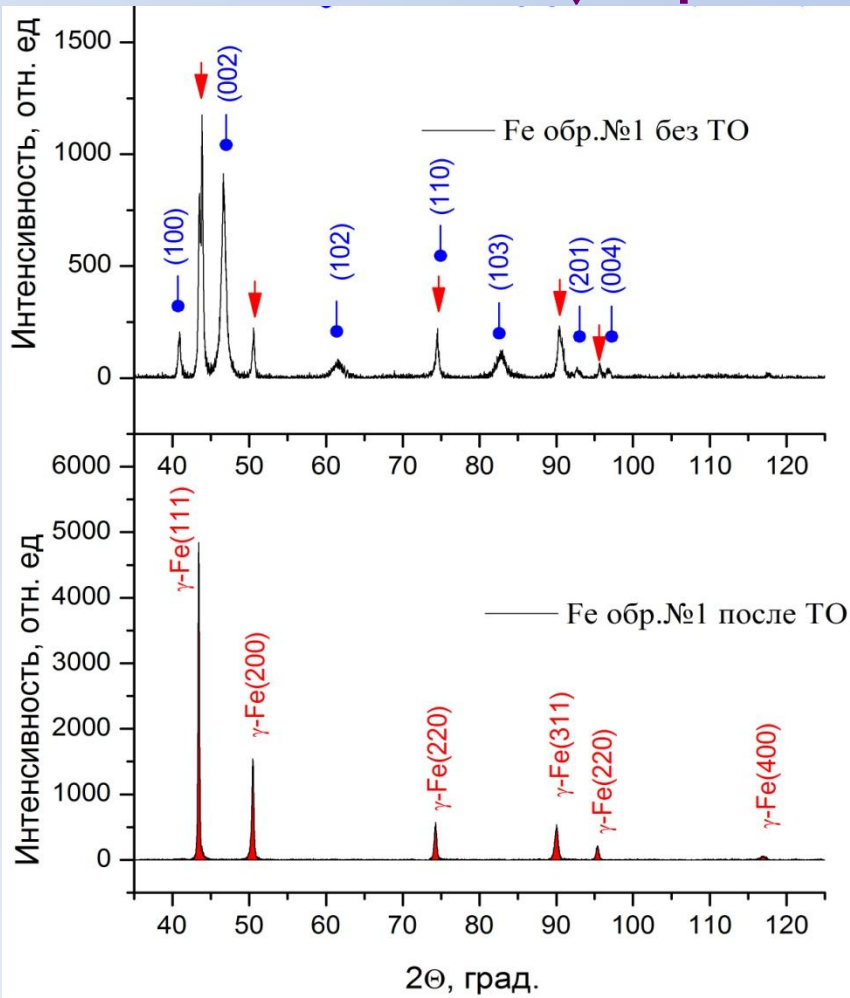 1500
1000
500
0
Интенсивность, отн. ед
(100)
(002)
(102)
(110)
(103)
(201)
(004)
Fe обр.№1 без ТО
40 50 60 70 80 90 100 110 120
6000
5000
4000
3000
2000
1000
0
Интенсивность, отн. ед
γ-Fe(111)
γ-Fe(200)
γ-Fe(220)
γ-Fe(311)
γ-Fe(220)
γ-Fe(400)
Fe обр.№1 после ТО
40 50 60 70 80 90 100 110 120
2Θ, град.